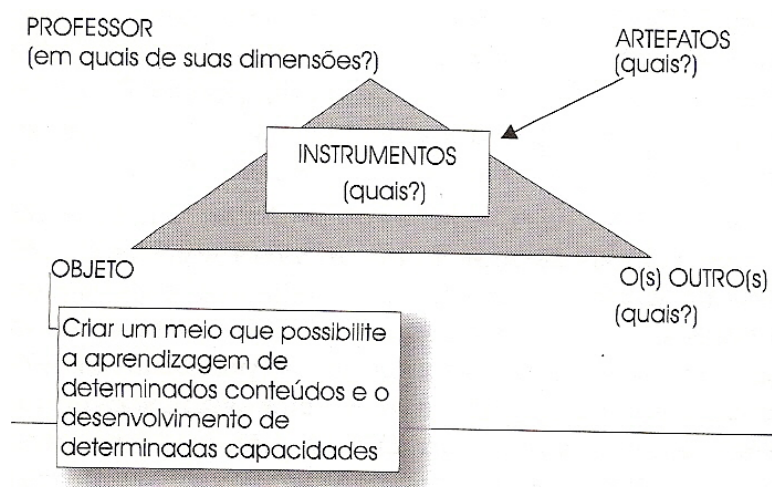 PROFESSOR
(em quais de suas dimensões?)
ARTEFATOS
(quais?)
INSTRUMENTOS
(quais?)
OBJETO
O(s) OUTRO(s)
(quais?)
Criar um meio que possibilite
a aprendizagem de
determinados conteúdos e o
desenvolvimento de
determinadas capacidades